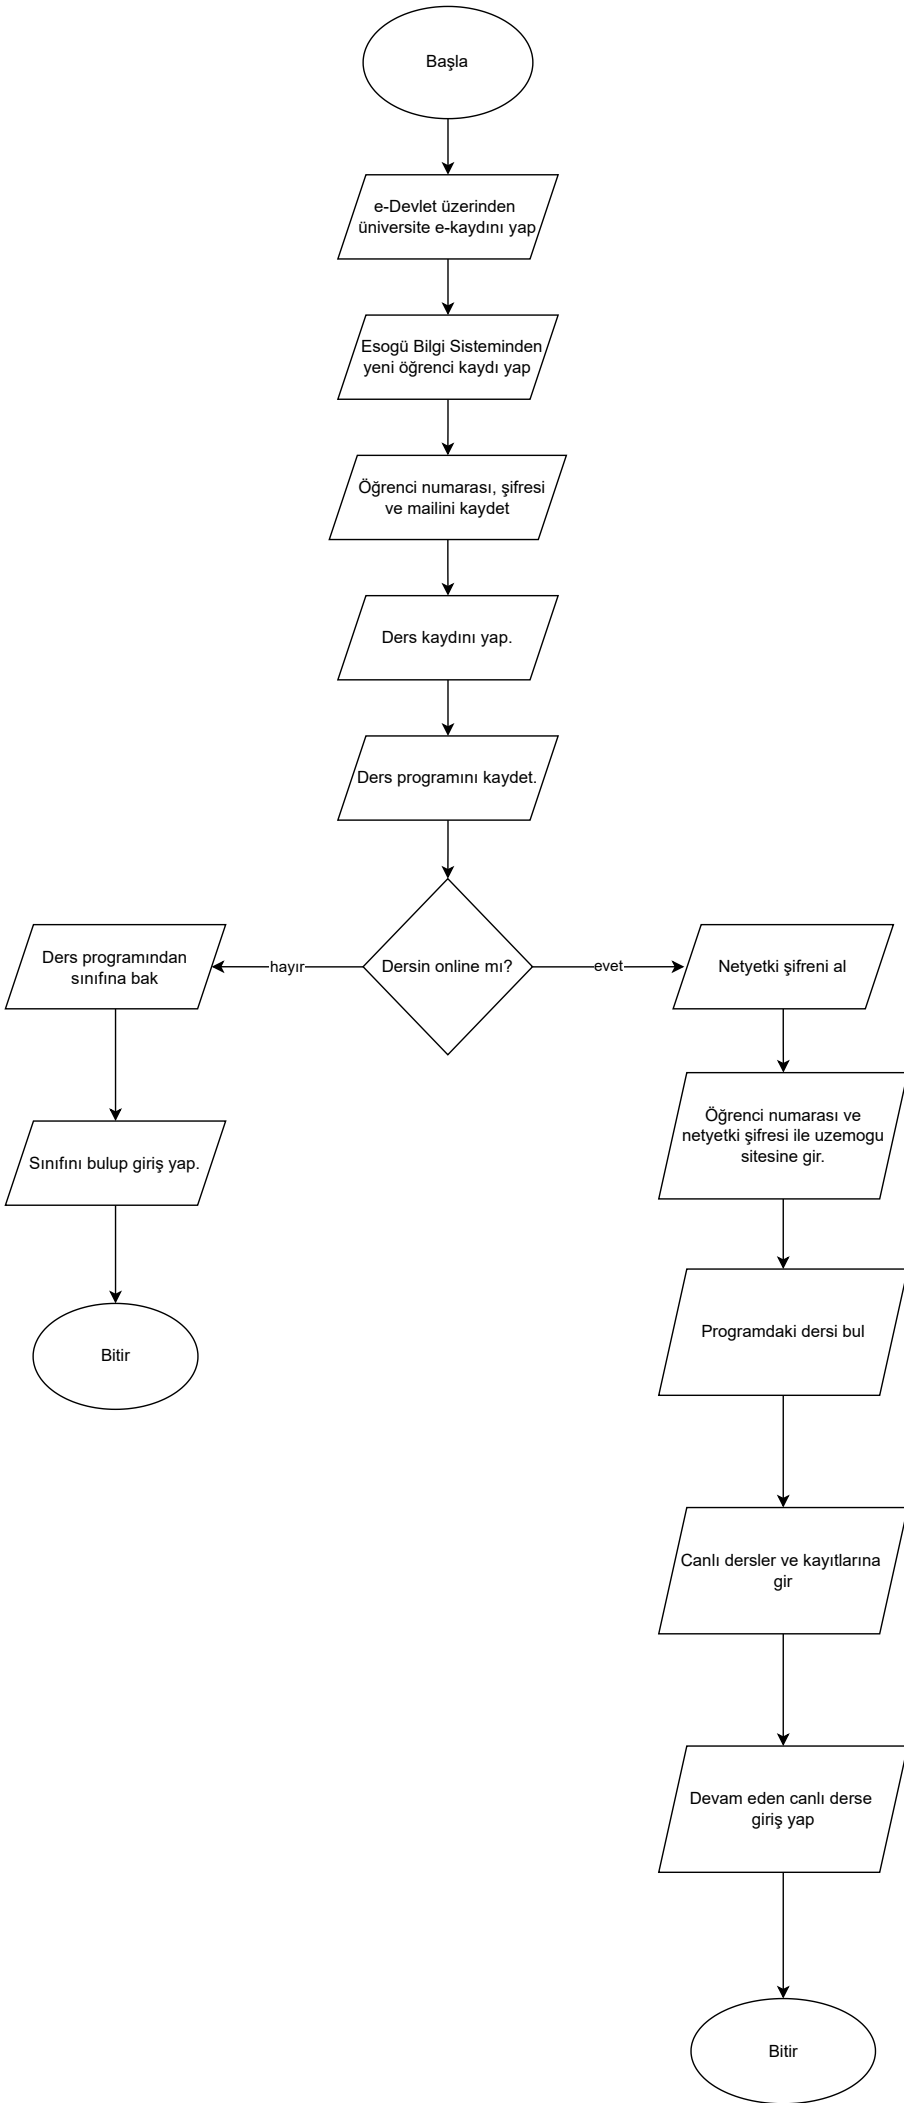 Başla
e-Devlet üzerinden
üniversite e-kaydını yap
Esogü Bilgi Sisteminden
yeni öğrenci kaydı yap
Öğrenci numarası, şifresi
ve mailini kaydet
Ders kaydını yap.
Ders programını kaydet.
Dersin online mı?
hayır
evet
Ders programından
sınıfına bak
Sınıfını bulup giriş yap.
Bitir
Netyetki şifreni al
Öğrenci numarası ve
netyetki şifresi ile uzemogu
sitesine gir.
Programdaki dersi bul
Canlı dersler ve kayıtlarına
gir
Devam eden canlı derse
giriş yap
Bitir